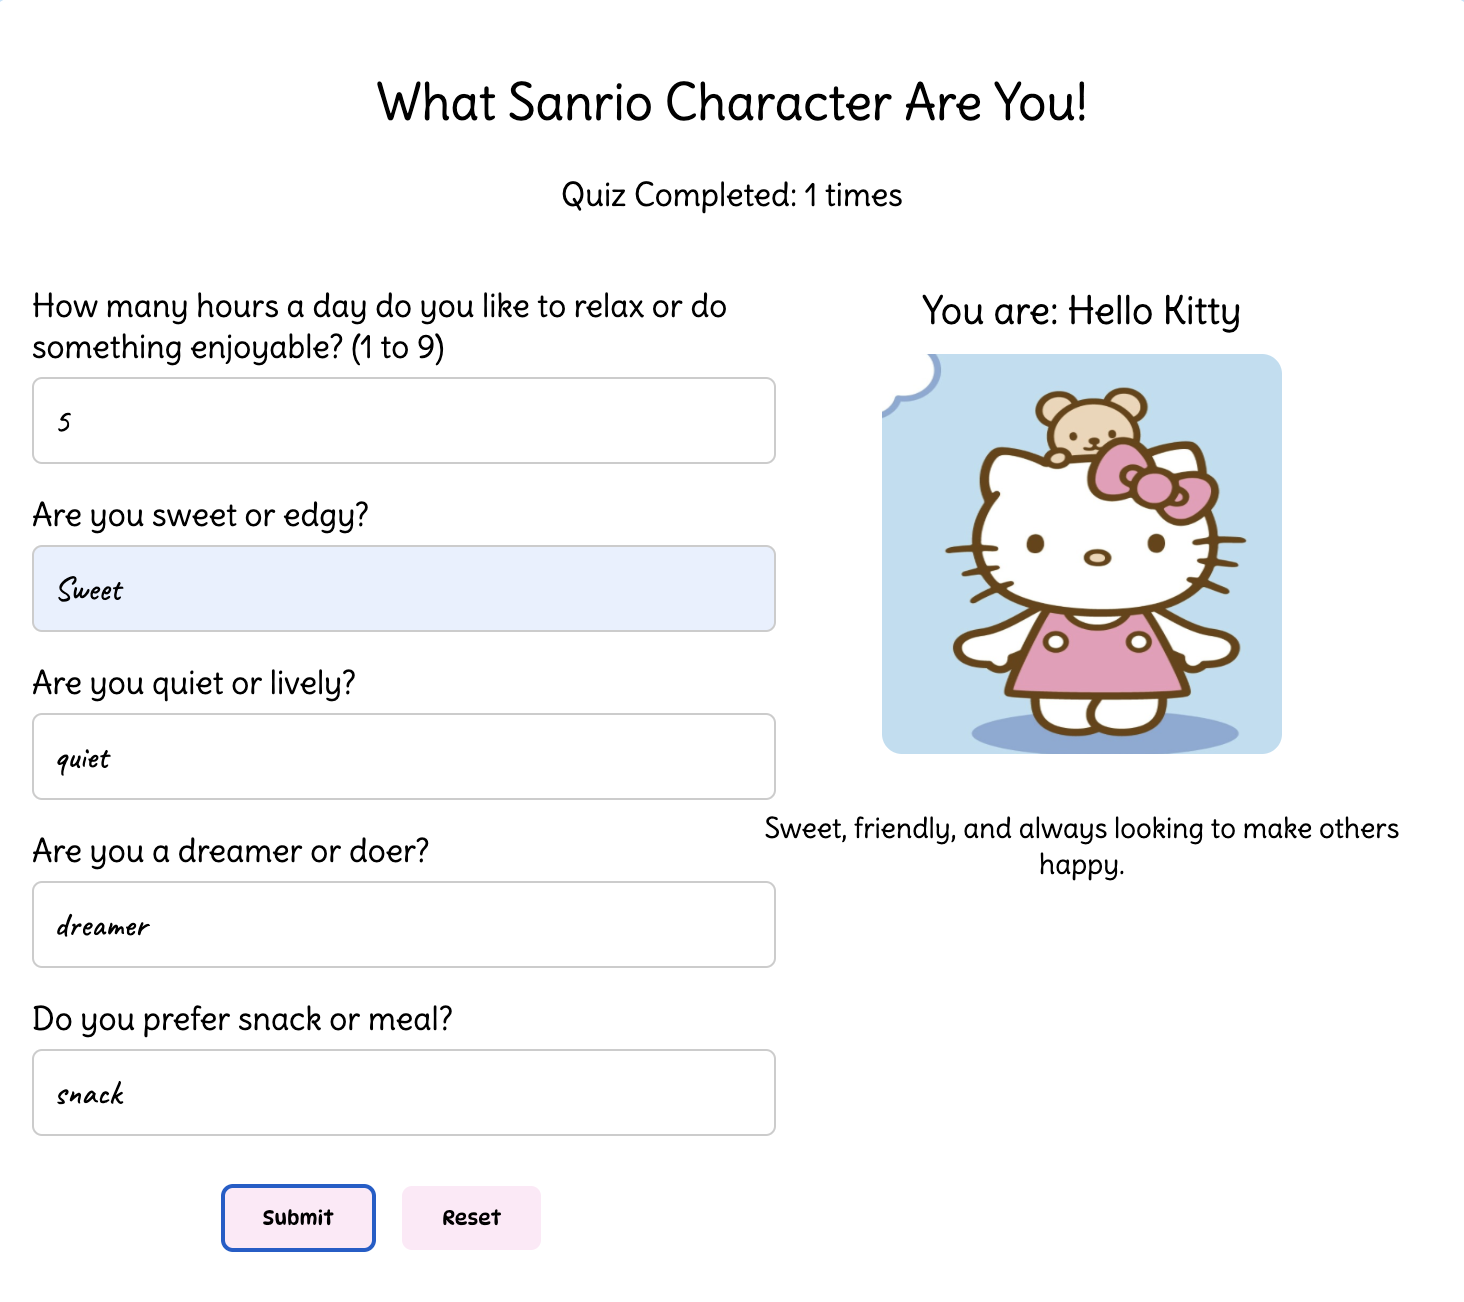 What Sanrio Character Are You!
Quiz Completed: 1 times
How many hours a day do you like to relax or do
something enjoyable? (1 to 9)
5
Are you sweet or edgy?
Sweet
Are you quiet or lively?
quiet
Are you a dreamer or doer?
dreamer
Do you prefer snack or meal?
snack
Submit
Reset
You are: Hello Kitty
Sweet, friendly, and always looking to make others
happy.